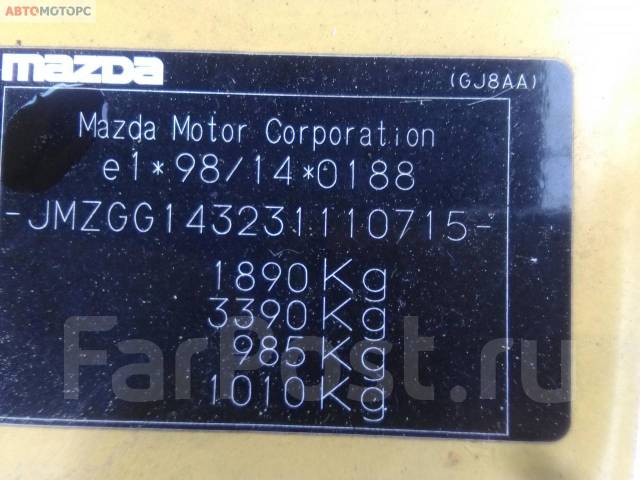 АВТОМОТОРС
mazda
(GJ8AA)
Mazda Motor Corporation
e1*98/14*0188
-JMZGG143231110715-
1890Kg
3390Kg
985Kg
1010Kg
FarPost.ru